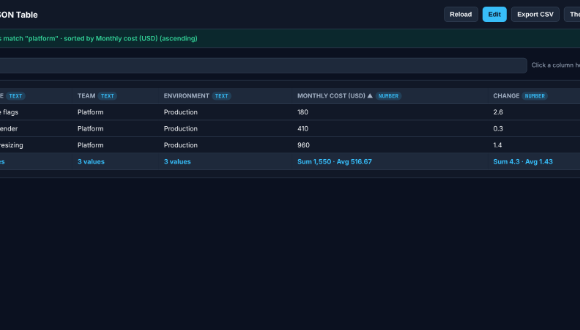 SON Table Reload Edit Export CSV The
s match "platform" · sorted by Monthly cost (USD) (ascending)
Click a column he
E TEXT TEAM TEXT ENVIRONMENT TEXT MONTHLY COST (USD) ▲ NUMBER CHANGE NUMBER
e flags Platform Production 180 2.6
ender Platform Production 410 0.3
resizing Platform Production 960 1.4
es 3 values 3 values Sum 1,550 · Avg 516.67 Sum 4.3 · Avg 1.43